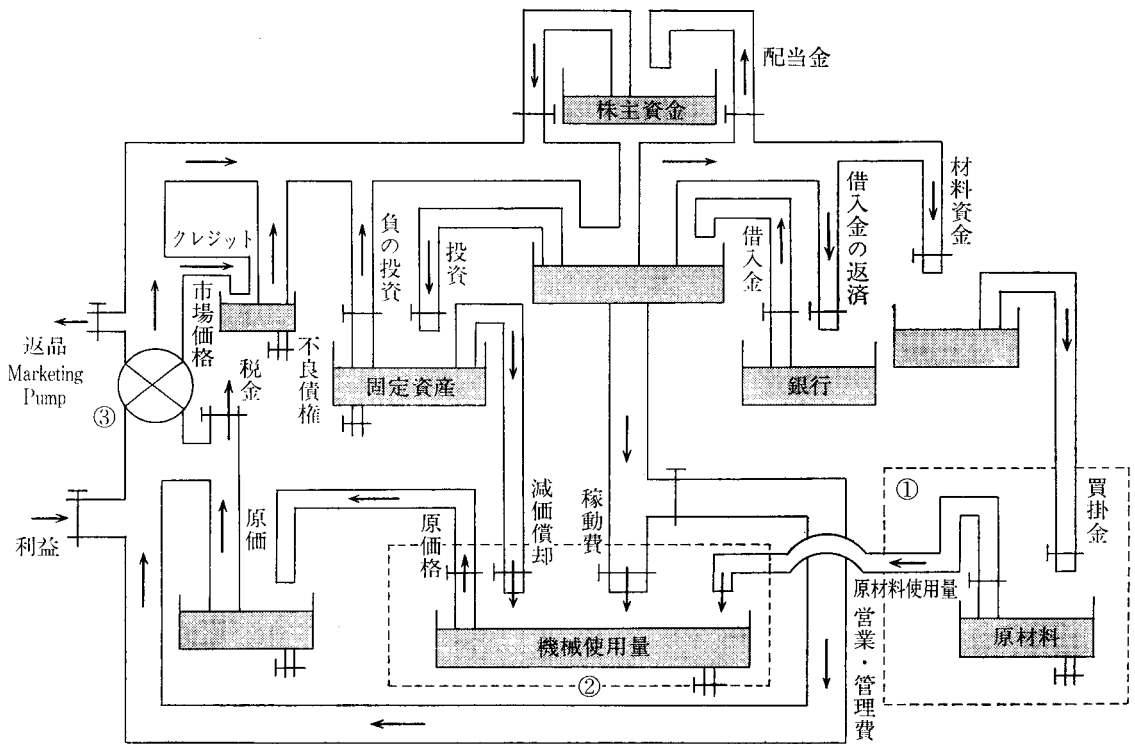 配当金
株主資金
材料資金
借入金の返済
借入金
投資
負の投資
クレジット
市場価格
返品
Marketing
Pump
③
税金
不良債権
固定資産
銀行
利益
原価
原価格
減価償却
稼動費
①
買掛金
原材料使用量
原材料
機械使用量
②
営業・管理費